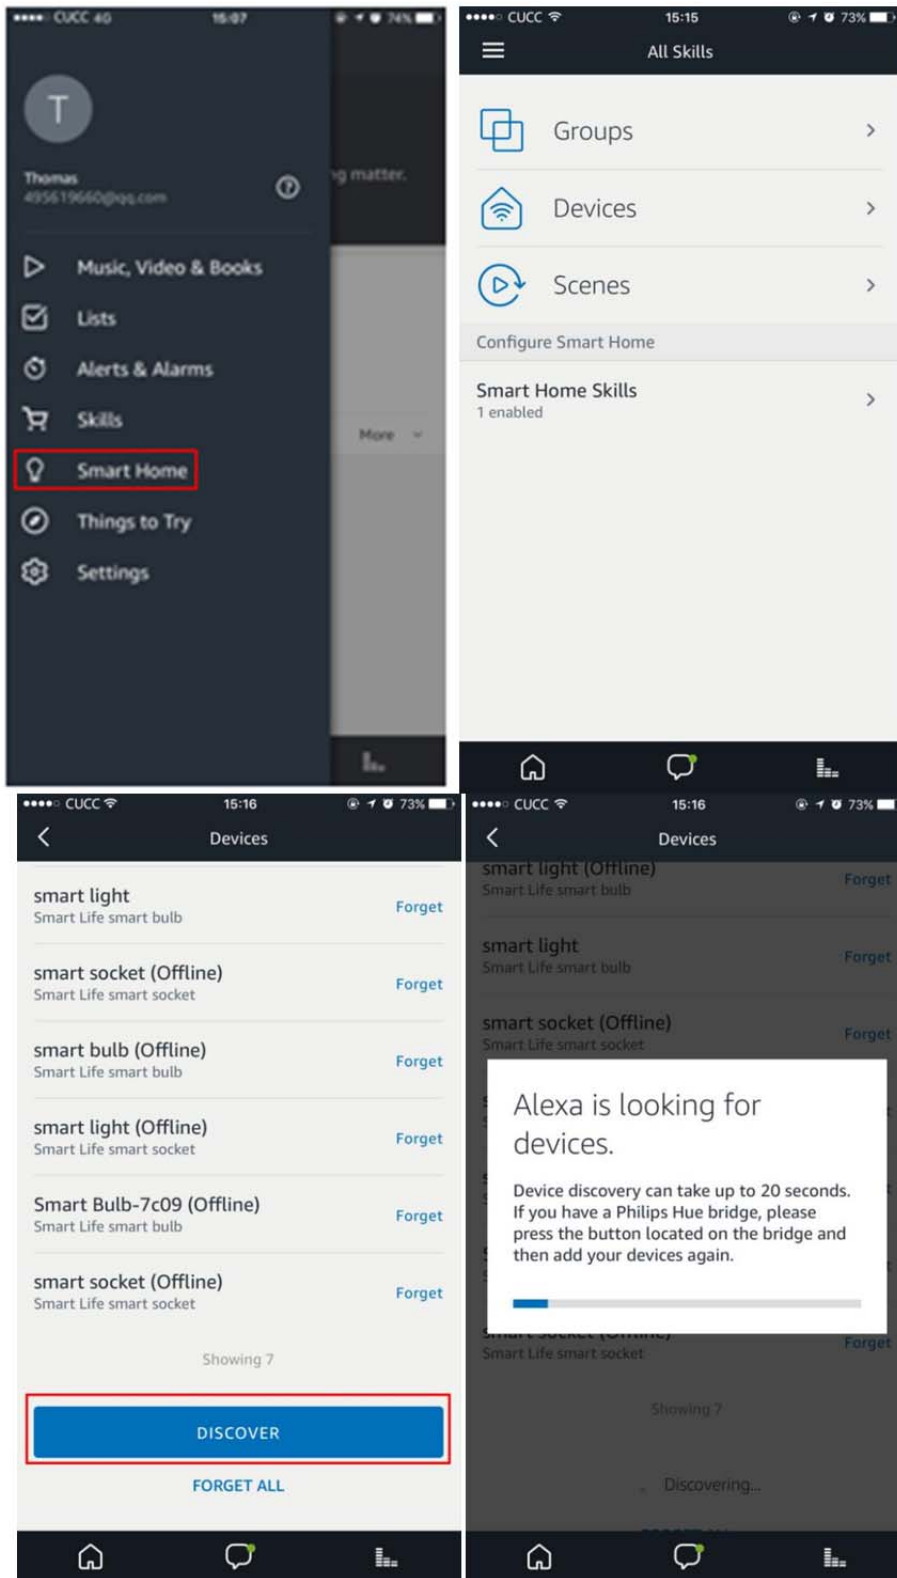 CUCC 4G 15:07 74%
T
ng matter.
Thomas
495619660@qq.com
Music, Video & Books
Lists
Alerts & Alarms
Skills
More
Smart Home
Things to Try
Settings
CUCC 15:15 73%
All Skills
Groups
Devices
Scenes
Configure Smart Home
Smart Home Skills
1 enabled
CUCC 15:16 73%
Devices
smart light
Smart Life smart bulb
Forget
smart socket (Offline)
Smart Life smart socket
Forget
smart bulb (Offline)
Smart Life smart bulb
Forget
smart light (Offline)
Smart Life smart socket
Forget
Smart Bulb-7c09 (Offline)
Smart Life smart bulb
Forget
smart socket (Offline)
Smart Life smart socket
Forget
Showing 7
DISCOVER
FORGET ALL
CUCC 15:16 73%
Devices
smart light (Offline)
Smart Life smart bulb
Forget
smart light
Smart Life smart bulb
Forget
smart socket (Offline)
Smart Life smart socket
Forget
Alexa is looking for
devices.
Device discovery can take up to 20 seconds.
If you have a Philips Hue bridge, please
press the button located on the bridge and
then add your devices again.
smart socket (Offline)
Smart Life smart socket
Forget
Showing 7
Discovering...